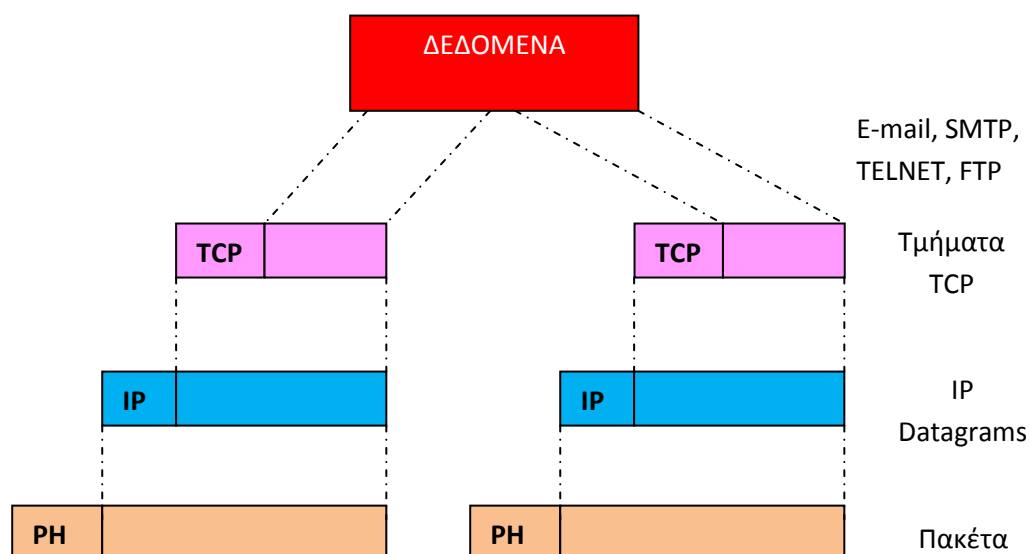 ΔΕΔΟΜΕΝΑ
E-mail, SMTP,
TELNET, FTP
TCP
TCP
Τμήματα
TCP
IP
IP
IP
Datagrams
PH
PH
Πακέτα